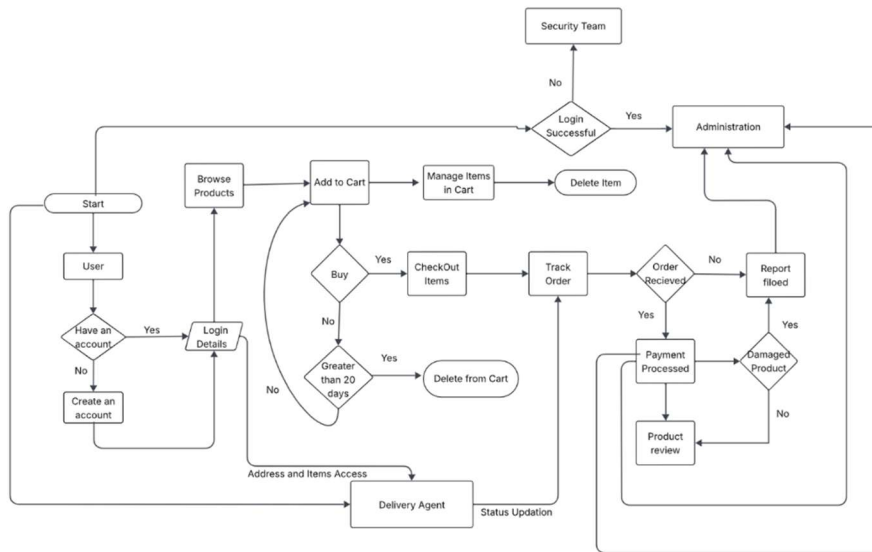 Security Team
No
Login
Successful
Yes
Administration
Browse
Products
Add to Cart
Manage Items
in Cart
Delete Item
Start
User
Buy
Yes
CheckOut
Items
Track
Order
Order
Recieved
No
Report
filoed
Have an
account
Yes
Login
Details
No
Yes
Yes
No
Create an
account
Greater
than 20
days
Yes
No
Delete from Cart
Payment
Processed
Damaged
Product
No
Product
review
Address and Items Access
Delivery Agent
Status Updation